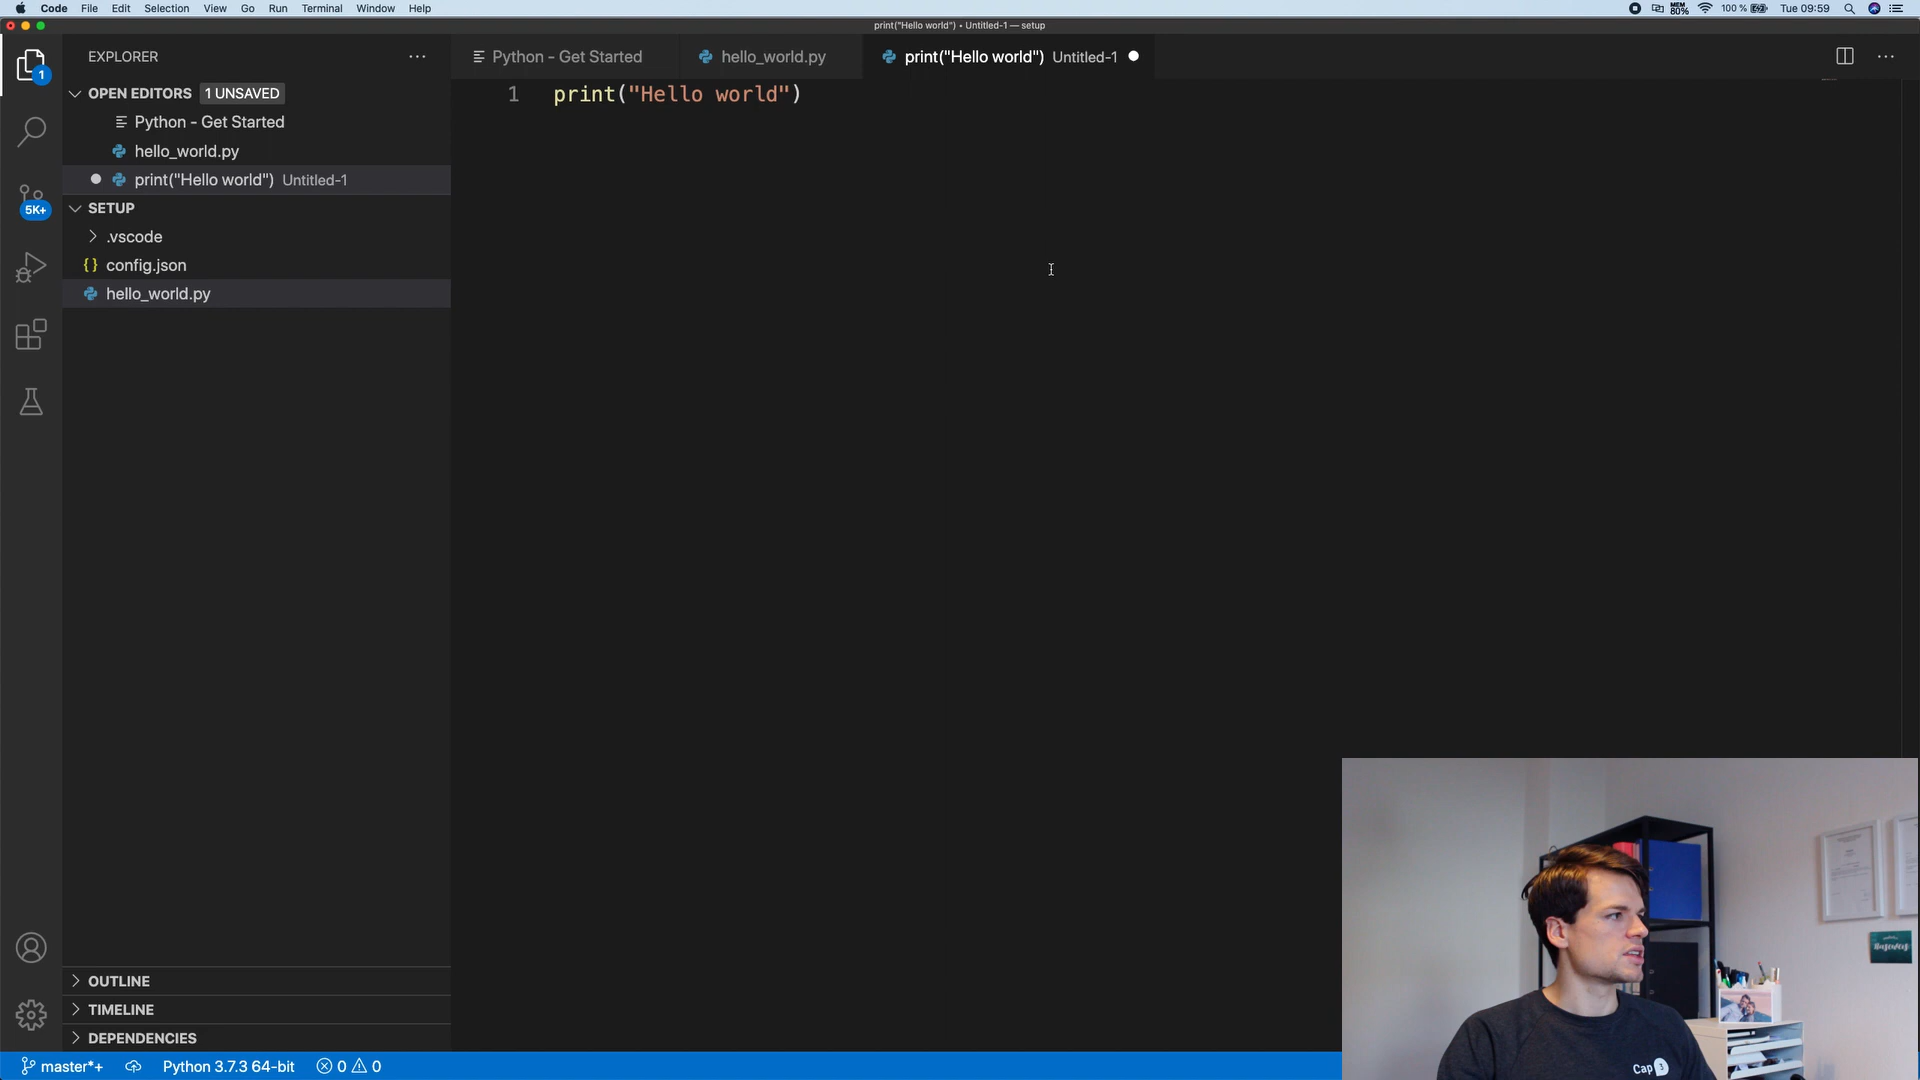 Code File Edit Selection View Go Run Terminal Window Help MEM 80% 100 % Tue 09:59
print("Hello world") • Untitled-1 — setup
EXPLORER
Python - Get Started hello_world.py print("Hello world") Untitled-1
1
OPEN EDITORS 1 UNSAVED
Python - Get Started
hello_world.py
print("Hello world") Untitled-1
5K+
SETUP
.vscode
{} config.json
hello_world.py
1 print("Hello world")
OUTLINE
TIMELINE
DEPENDENCIES
master*+ Python 3.7.3 64-bit 0 0
Cap 3